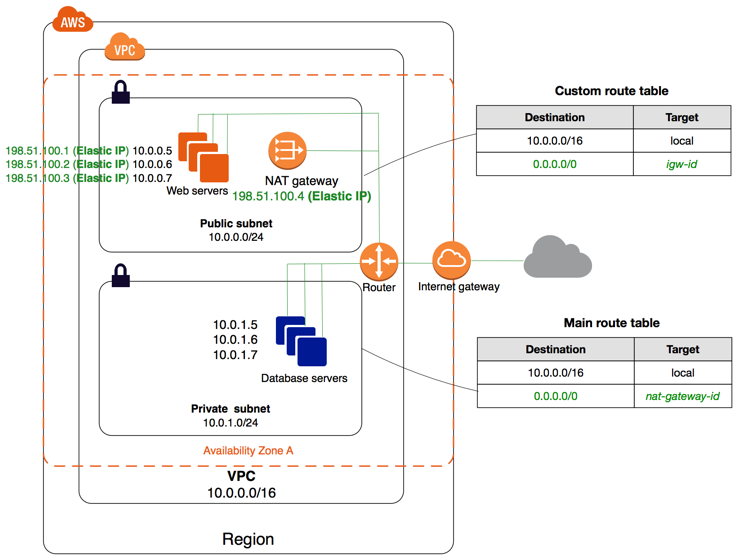 AWS
VPC
198.51.100.1 (Elastic IP) 10.0.0.5
198.51.100.2 (Elastic IP) 10.0.0.6
198.51.100.3 (Elastic IP) 10.0.0.7
Web servers
NAT gateway
198.51.100.4 (Elastic IP)
Public subnet
10.0.0.0/24
Custom route table
Destination Target
10.0.0.0/16 local
0.0.0.0/0 igw-id
Router
Internet gateway
10.0.1.5
10.0.1.6
10.0.1.7
Database servers
Private subnet
10.0.1.0/24
Main route table
Destination Target
10.0.0.0/16 local
0.0.0.0/0 nat-gateway-id
Availability Zone A
VPC
10.0.0.0/16
Region